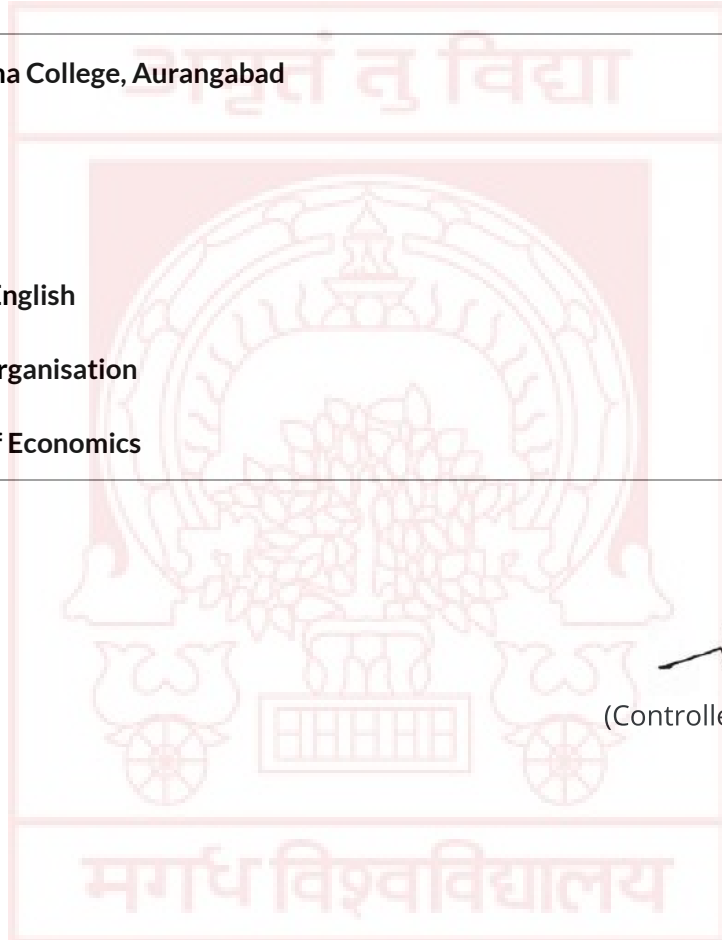 अमृतं तु विद्या
na College, Aurangabad
English
rganisation
f Economics
(Controlle
मगध विश्वविद्यालय